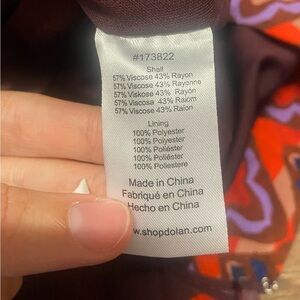 #173822
Shell
57% Viscose 43% Rayon
57% Viscose 43% Rayonne
57% Viskose 43% Rayon
57% Viscosa 43% Raiom
57% Viscose 43% Raion
Lining
100% Polyester
100% Polyester
100% Poliéster
100% Poliéster
100% Poliestere
Made in China
Fabriqué en China
Hecho en China
w.shopdolan.com